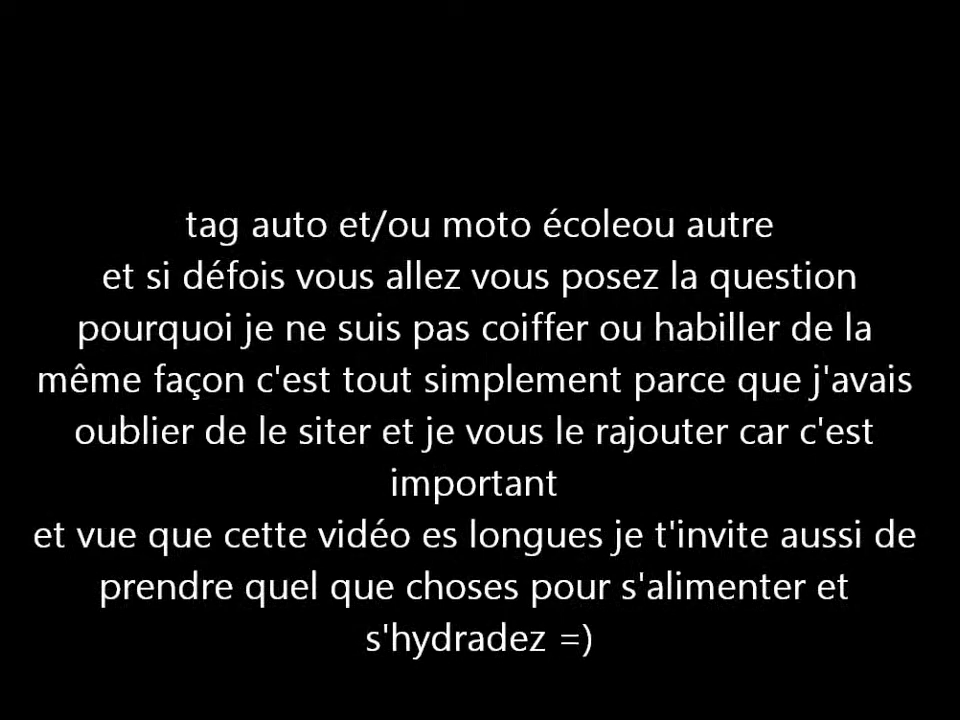 tag auto et/ou moto écoleou autre
et si défois vous allez vous posez la question
pourquoi je ne suis pas coiffer ou habiller de la
même façon c'est tout simplement parce que j'avais
oublier de le siter et je vous le rajouter car c'est
important
et vue que cette vidéo es longues je t'invite aussi de
prendre quel que choses pour s'alimenter et
s'hydradez =)